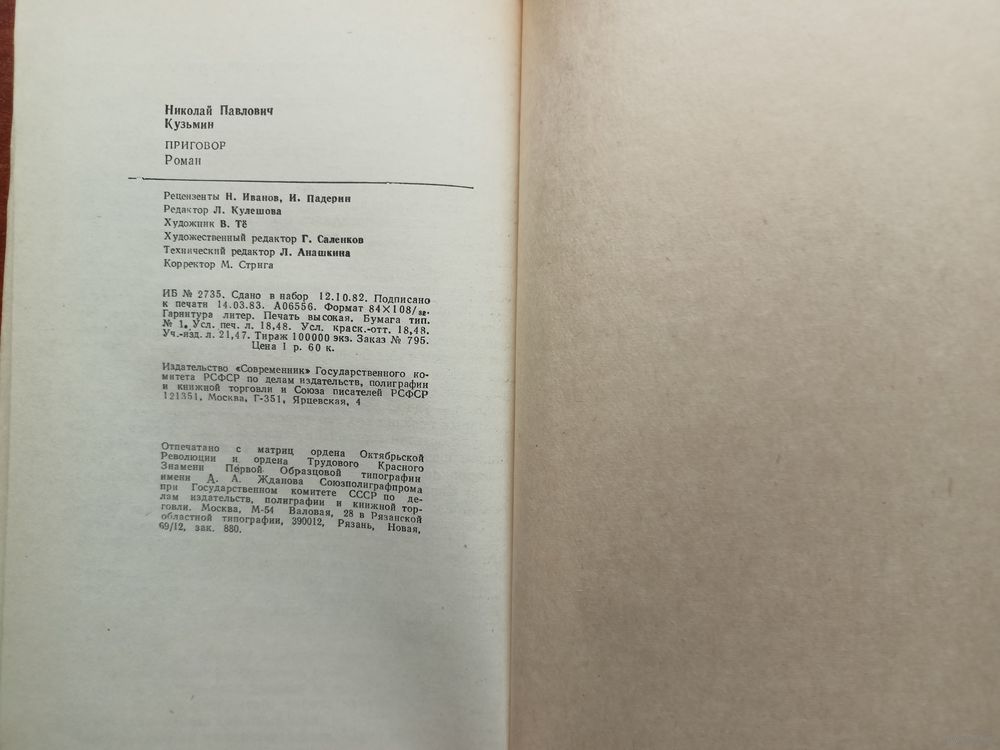 Николай Павлович
Кузьмин
ПРИГОВОР
Роман
Рецензенты Н. Иванов, И. Падерин
Редактор Л. Кулешова
Художник В. Тё
Художественный редактор Г. Саленков
Технический редактор Л. Анашкина
Корректор М. Стрига
ИБ № 2735. Сдано в набор 12.10.82. Подписано
к печати 14.03.83. А06556. Формат 84×108/32.
Гарнитура литер. Печать высокая. Бумага тип.
№ 1. Усл. печ. л. 18,48. Усл. краск.-отт. 18,48.
Уч.-изд. л. 21,47. Тираж 100000 экз. Заказ № 795.
Цена 1 р. 60 к.
Издательство «Современник» Государственного ко-
митета РСФСР по делам издательств, полиграфии
и книжной торговли и Союза писателей РСФСР
121351, Москва, Г-351, Ярцевская, 4
Отпечатано с матриц ордена Октябрьской
Революции и ордена Трудового Красного
Знамени Первой Образцовой типографии
имени А. А. Жданова Союзполиграфпрома
при Государственном комитете СССР по де-
лам издательств, полиграфии и книжной тор-
говли. Москва, М-54 Валовая, 28 в Рязанской
областной типографии, 390012, Рязань, Новая,
69/12, зак. 880.